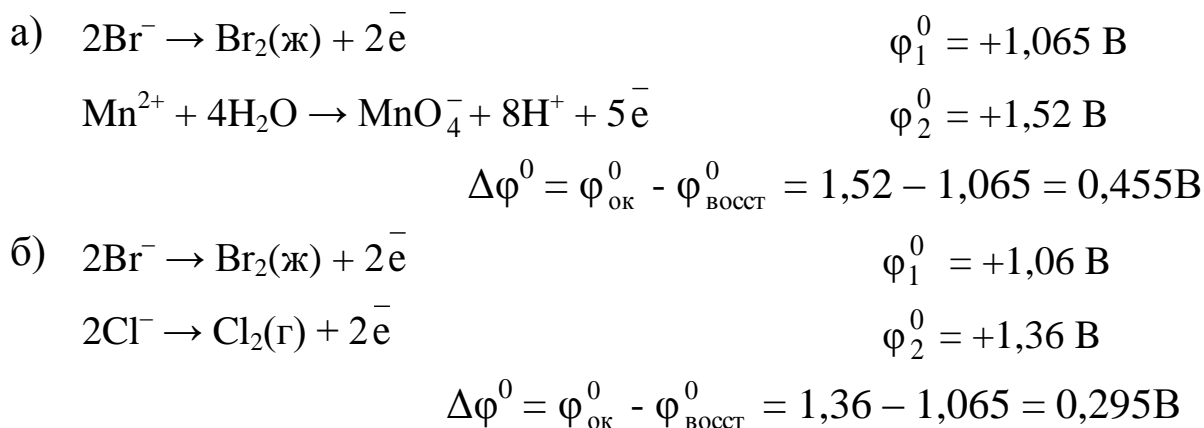 а) 2Br⁻ → Br₂(ж) + 2e̅ φ₁⁰ = +1,065 В
Mn²⁺ + 4H₂O → MnO₄⁻ + 8H⁺ + 5e̅ φ₂⁰ = +1,52 В
Δφ⁰ = φ⁰ок - φ⁰восст = 1,52 – 1,065 = 0,455В
б) 2Br⁻ → Br₂(ж) + 2e̅ φ₁⁰ = +1,06 В
2Cl⁻ → Cl₂(г) + 2e̅ φ₂⁰ = +1,36 В
Δφ⁰ = φ⁰ок - φ⁰восст = 1,36 – 1,065 = 0,295В